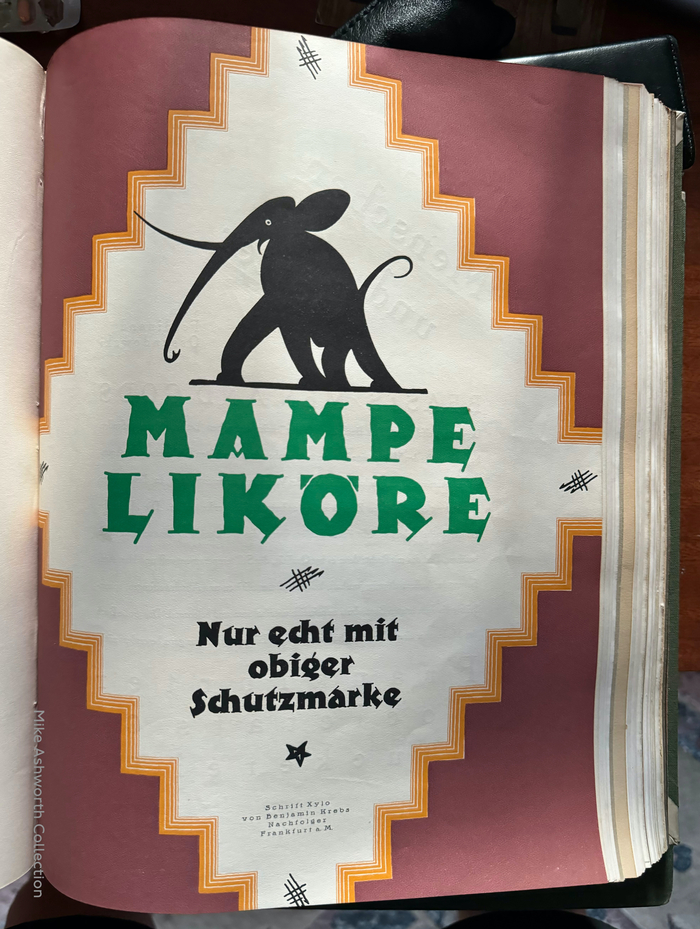 MAMPE
LIKÖRE
Nur echt mit
obiger
Schutzmarke
Schrift Xylo
von Benjamin Krebs
Nachfolger
Frankfurt a. M.
Mike Ashworth Collection